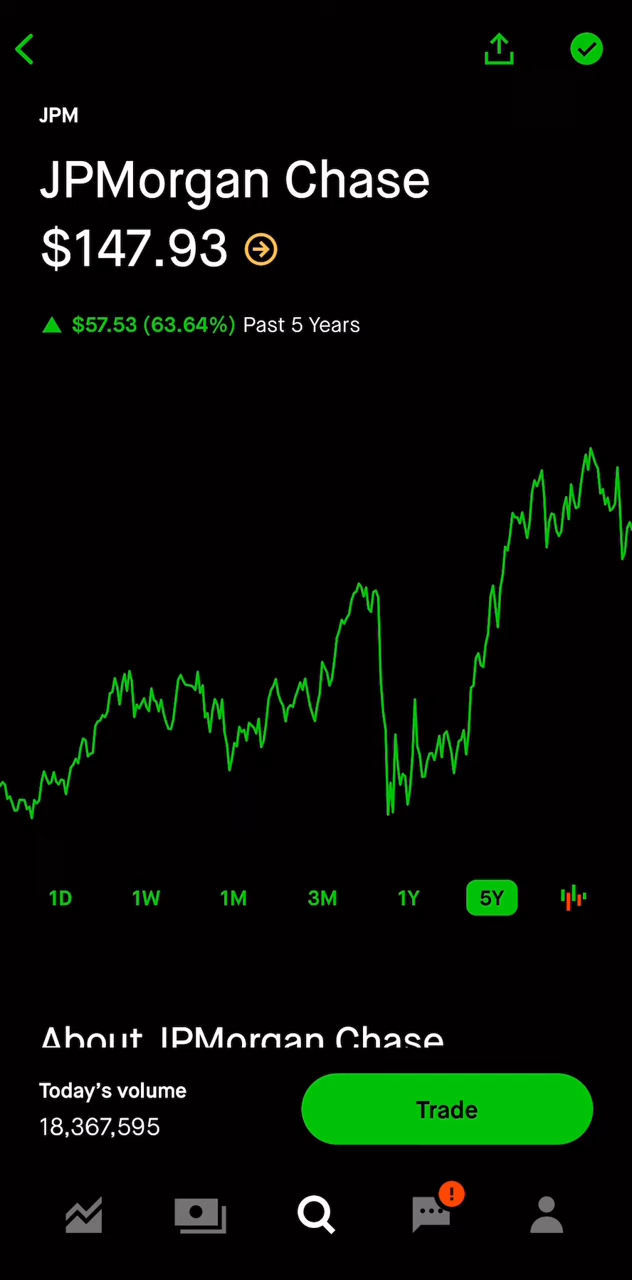 JPM
JPMorgan Chase
$147.93
$57.53 (63.64%) Past 5 Years
1D 1W 1M 3M 1Y 5Y
About JPMorgan Chase
Today's volume
18,367,595
Trade
!